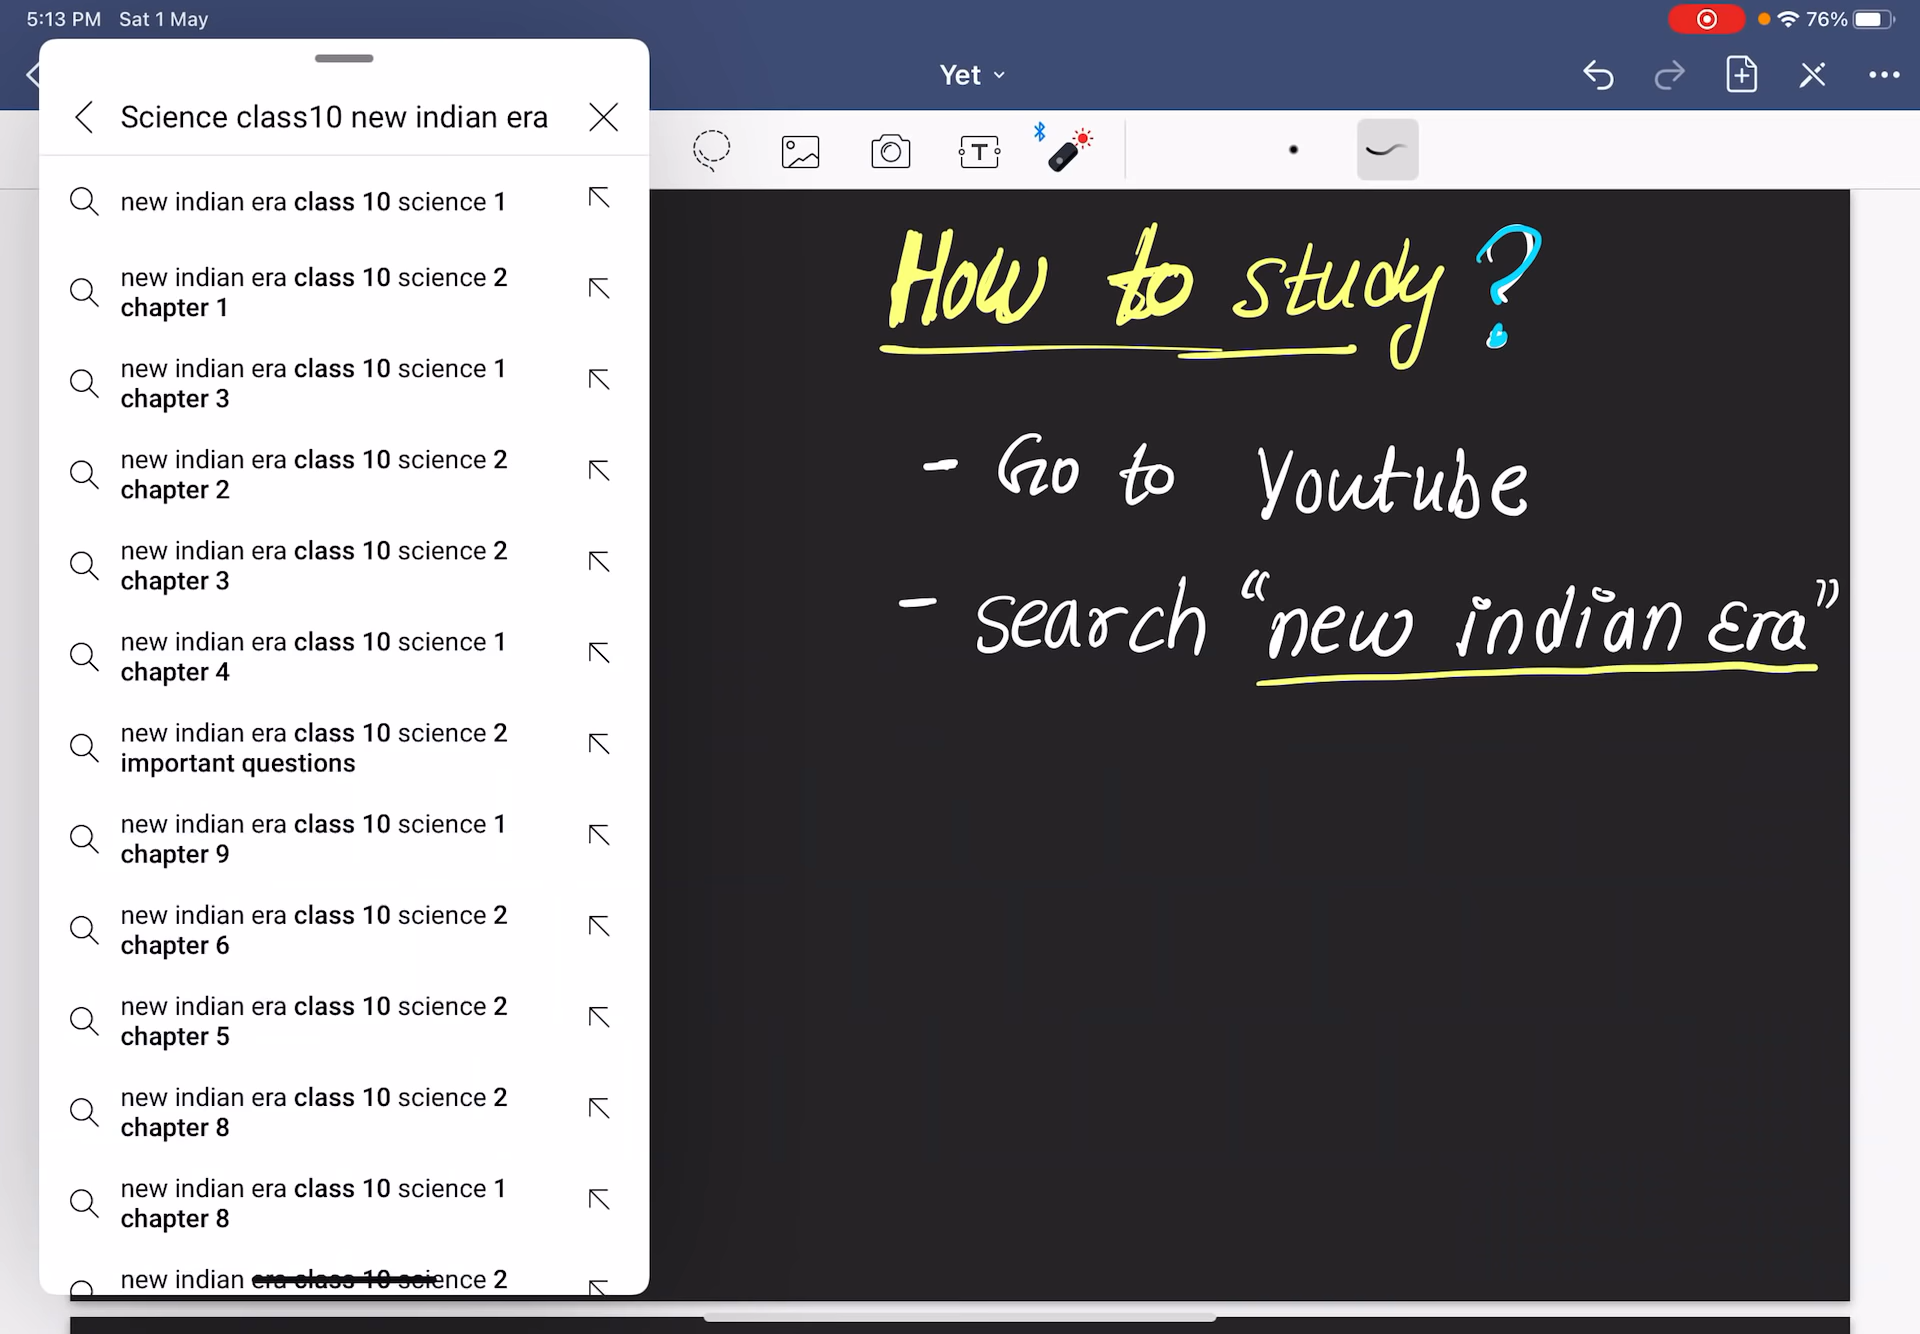 5:13 PM Sat 1 May
76%
Yet
Science class10 new indian era
new indian era class 10 science 1
new indian era class 10 science 2
chapter 1
new indian era class 10 science 1
chapter 3
new indian era class 10 science 2
chapter 2
new indian era class 10 science 2
chapter 3
new indian era class 10 science 1
chapter 4
new indian era class 10 science 2
important questions
new indian era class 10 science 1
chapter 9
new indian era class 10 science 2
chapter 6
new indian era class 10 science 2
chapter 5
new indian era class 10 science 2
chapter 8
new indian era class 10 science 1
chapter 8
new indian era class 10 science 2
T
How to study?
- Go to Youtube
- search "new indian Era"